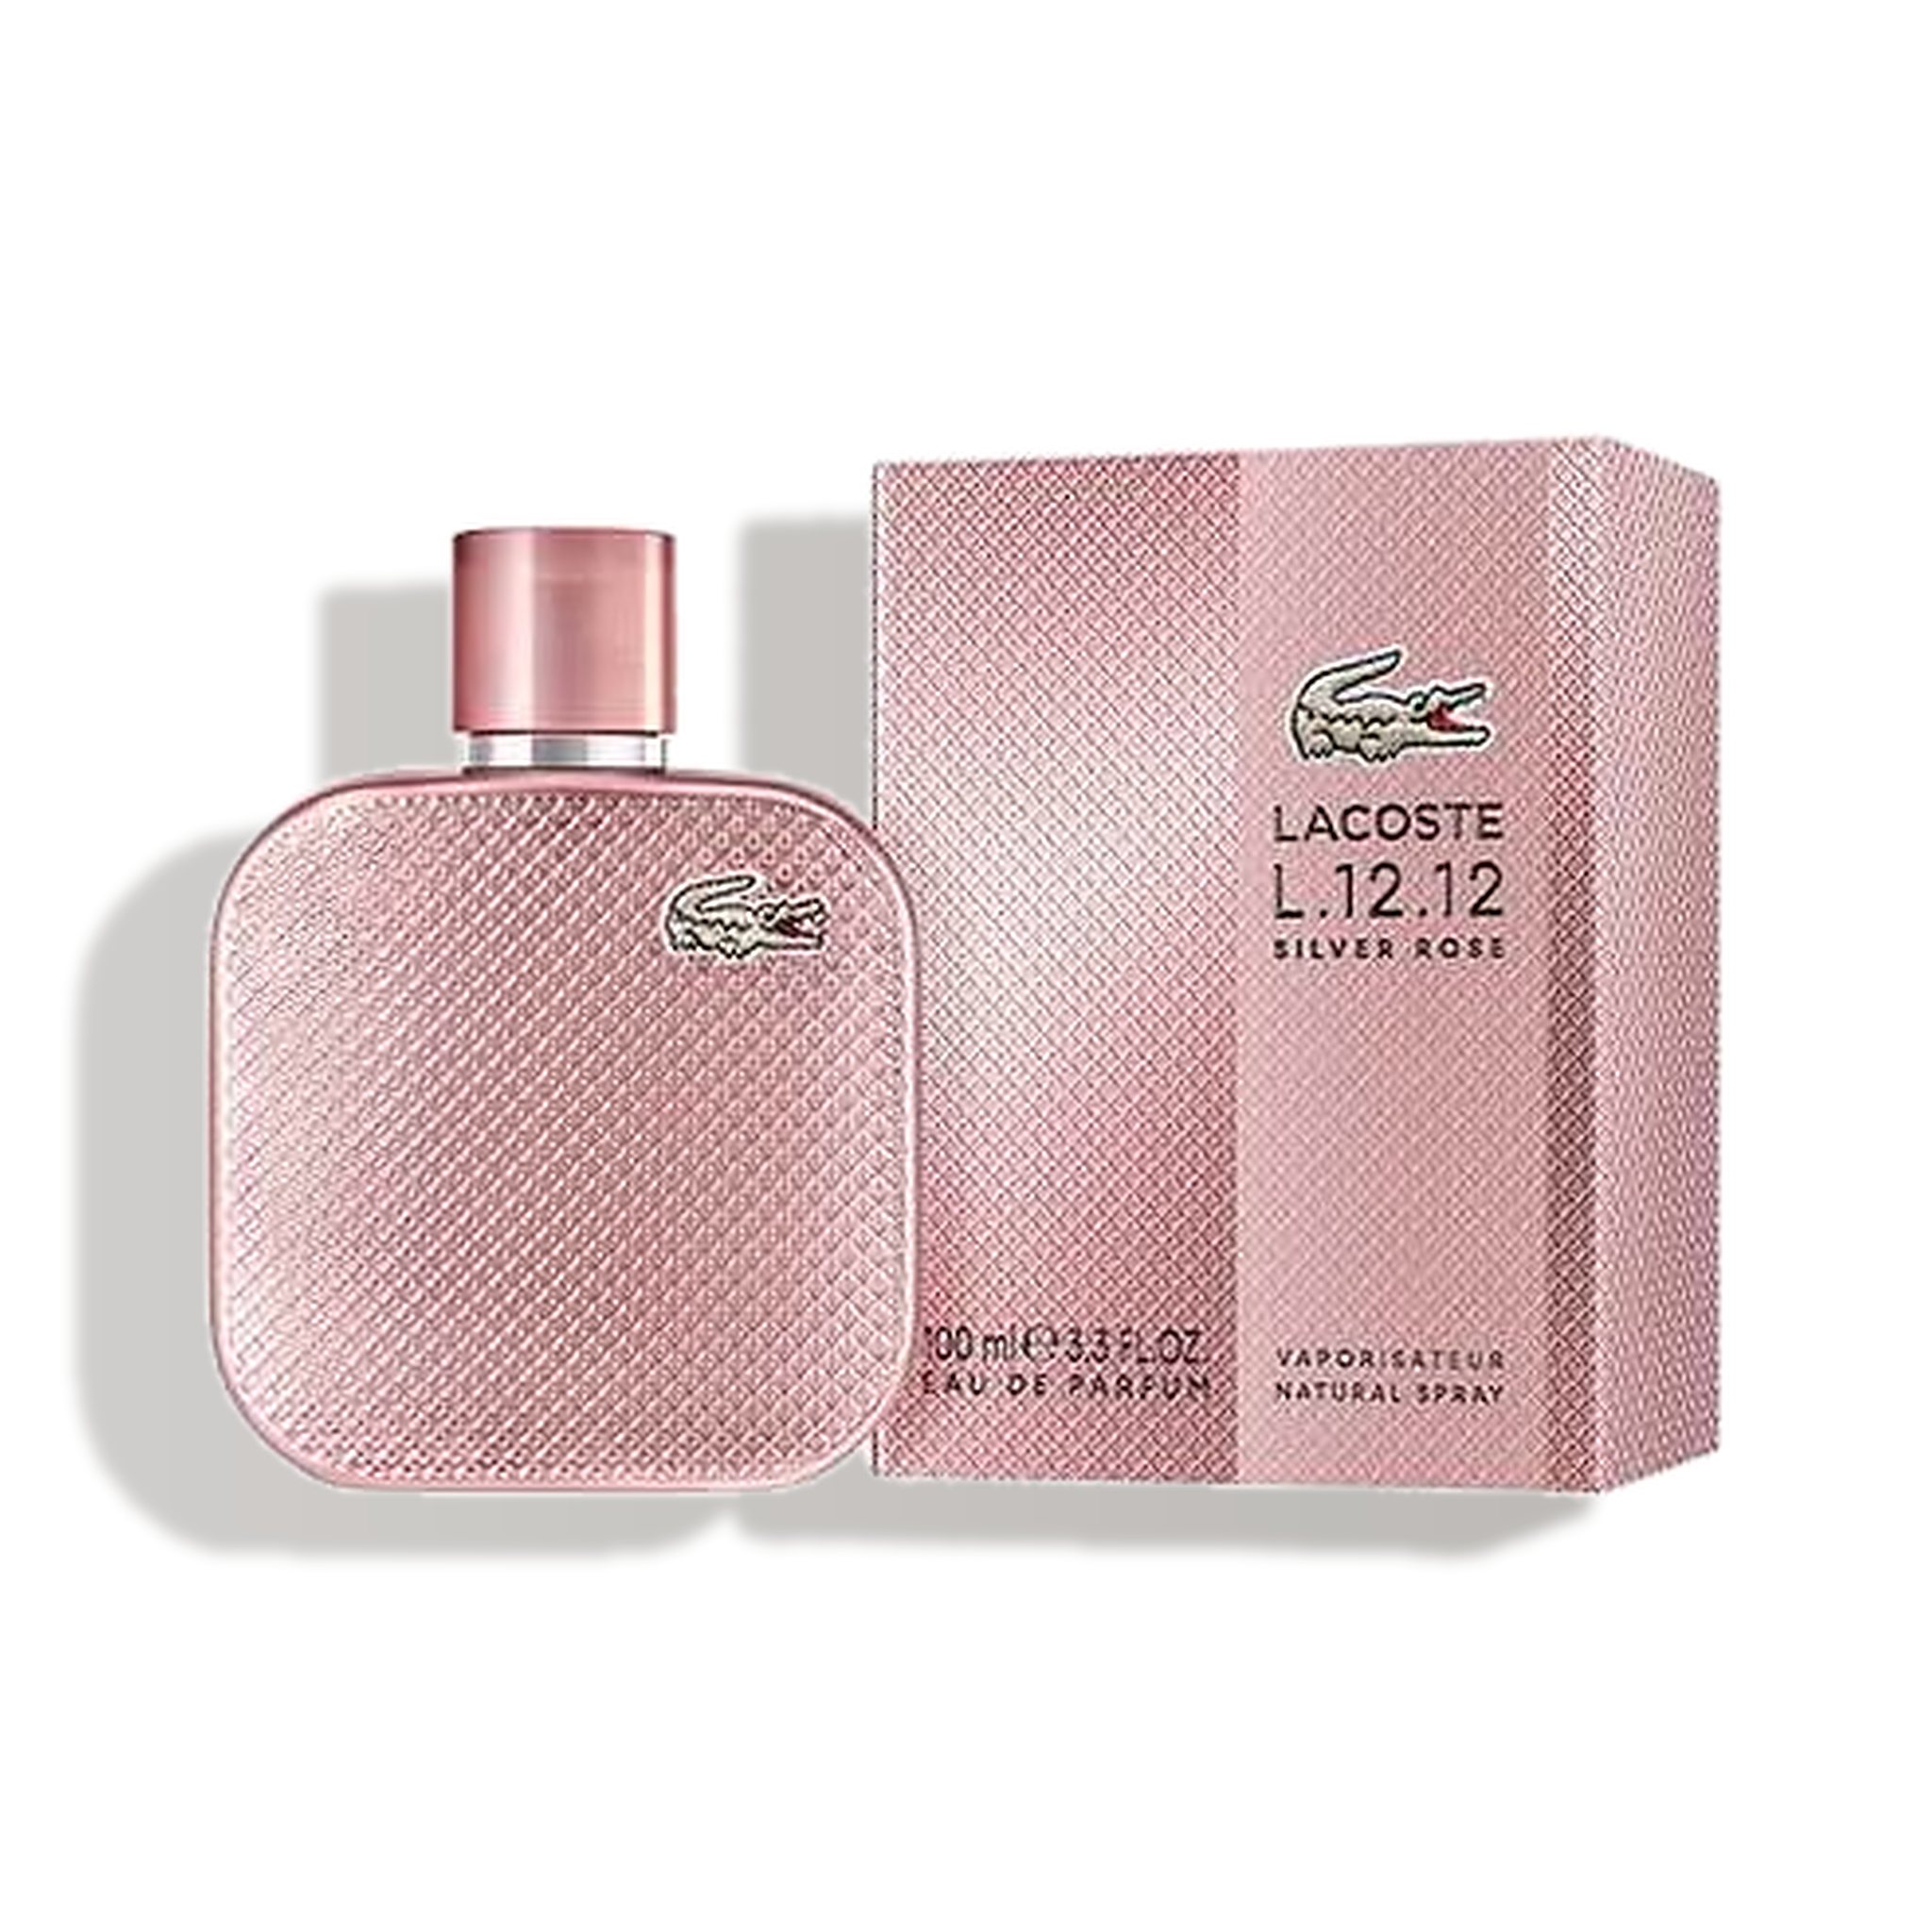 LACOSTE
L.12.12
SILVER ROSE
100 ml ℮ 3.3 FL.OZ.
EAU DE PARFUM
VAPORISATEUR
NATURAL SPRAY